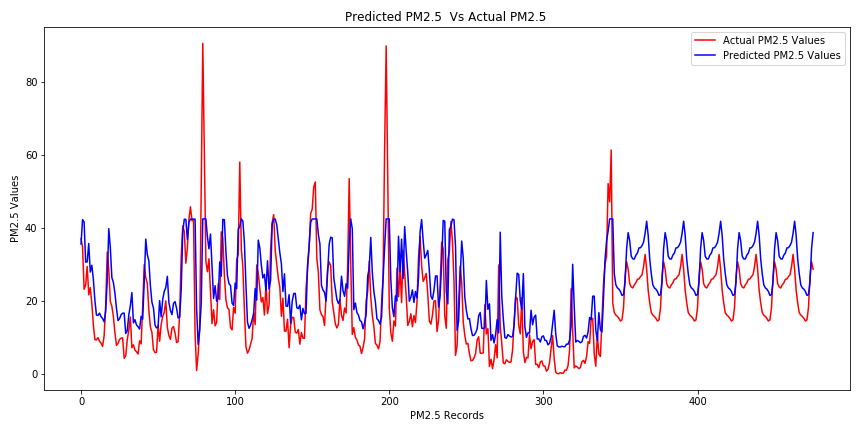 Predicted PM2.5  Vs Actual PM2.5
Actual PM2.5 Values
Predicted PM2.5 Values
PM2.5 Values
80
60
40
20
0
0 100 200 300 400
PM2.5 Records